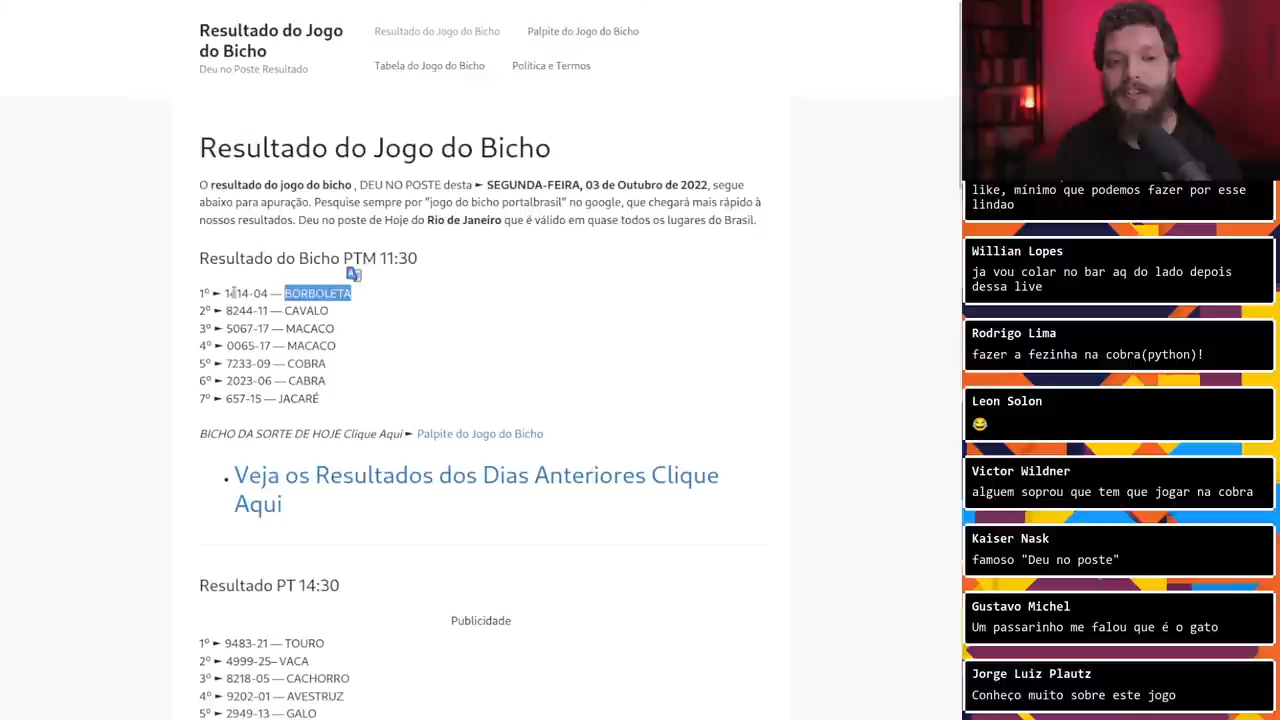 Resultado do Jogo
do Bicho
Deu no Poste Resultado
Resultado do Jogo do Bicho
Palpite do Jogo do Bicho
Tabela do Jogo do Bicho
Política e Termos
Resultado do Jogo do Bicho
O resultado do jogo do bicho , DEU NO POSTE desta ► SEGUNDA-FEIRA, 03 de Outubro de 2022, segue
abaixo para apuração. Pesquise sempre por "jogo do bicho portalbrasil" no google, que chegará mais rápido à
nossos resultados. Deu no poste de Hoje do Rio de Janeiro que é válido em quase todos os lugares do Brasil.
Resultado do Bicho PTM 11:30
1º ► 14-04 — BORBOLETA
2º ► 8244-11 — CAVALO
3º ► 5067-17 — MACACO
4º ► 0065-17 — MACACO
5º ► 7233-09 — COBRA
6º ► 2023-06 — CABRA
7º ► 657-15 — JACARÉ
BICHO DA SORTE DE HOJE Clique Aqui ► Palpite do Jogo do Bicho
• Veja os Resultados dos Dias Anteriores Clique
Aqui
Resultado PT 14:30
Publicidade
1º ► 9483-21 — TOURO
2º ► 4999-25– VACA
3º ► 8218-05 — CACHORRO
4º ► 9202-01 — AVESTRUZ
5º ► 2949-13 — GALO
like, mínimo que podemos fazer por esse
lindao
Willian Lopes
ja vou colar no bar aq do lado depois
dessa live
Rodrigo Lima
fazer a fezinha na cobra(python)!
Leon Solon
😂
Victor Wildner
alguem soprou que tem que jogar na cobra
Kaiser Nask
famoso "Deu no poste"
Gustavo Michel
Um passarinho me falou que é o gato
Jorge Luiz Plautz
Conheço muito sobre este jogo